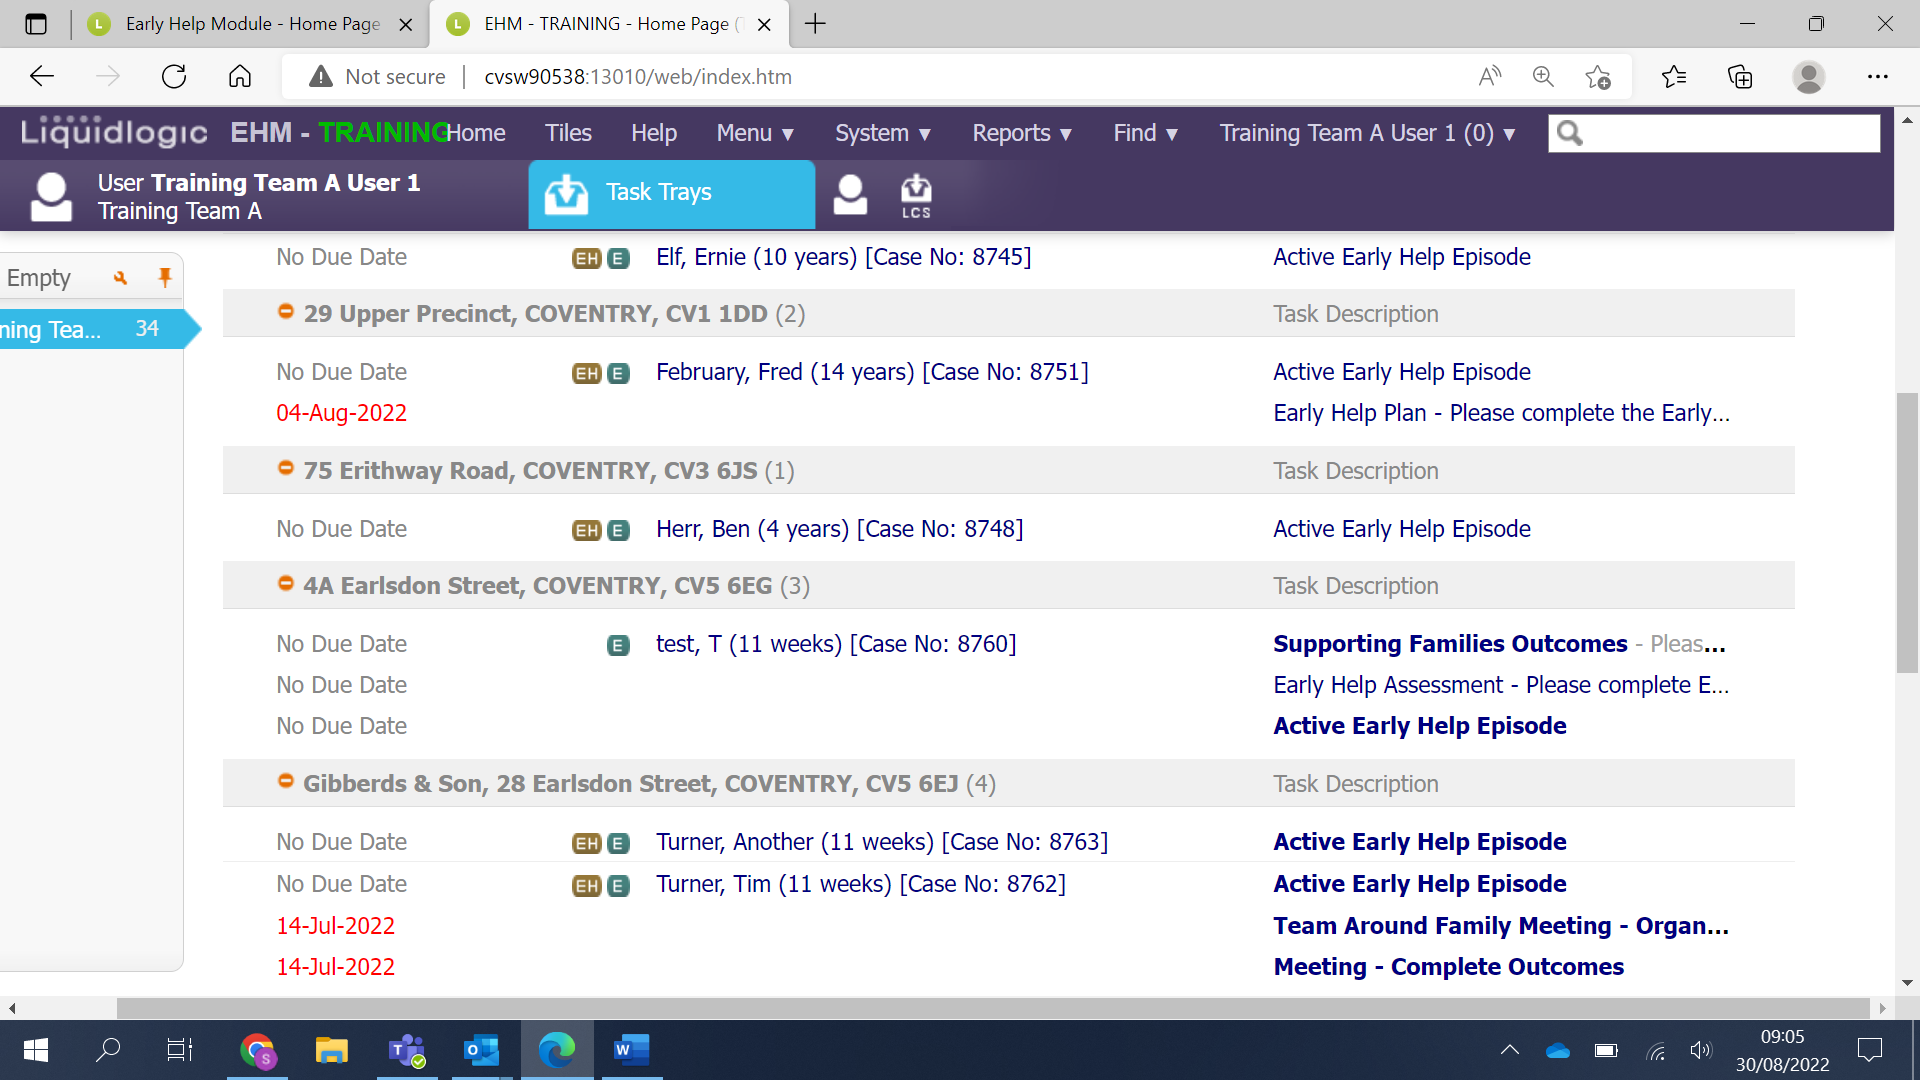 Early Help Module - Home Page
EHM - TRAINING - Home Page (
Not secure cvsw90538:13010/web/index.htm
Liquidlogic EHM - TRAINING Home Tiles Help Menu ▼ System ▼ Reports ▼ Find ▼ Training Team A User 1 (0) ▼
User Training Team A User 1
Training Team A
Task Trays
LCS
Empty
ning Tea... 34
No Due Date EH E Elf, Ernie (10 years) [Case No: 8745] Active Early Help Episode
29 Upper Precinct, COVENTRY, CV1 1DD (2) Task Description
No Due Date EH E February, Fred (14 years) [Case No: 8751] Active Early Help Episode
04-Aug-2022 Early Help Plan - Please complete the Early...
75 Erithway Road, COVENTRY, CV3 6JS (1) Task Description
No Due Date EH E Herr, Ben (4 years) [Case No: 8748] Active Early Help Episode
4A Earlsdon Street, COVENTRY, CV5 6EG (3) Task Description
No Due Date E test, T (11 weeks) [Case No: 8760] Supporting Families Outcomes - Pleas...
No Due Date Early Help Assessment - Please complete E...
No Due Date Active Early Help Episode
Gibberds & Son, 28 Earlsdon Street, COVENTRY, CV5 6EJ (4) Task Description
No Due Date EH E Turner, Another (11 weeks) [Case No: 8763] Active Early Help Episode
No Due Date EH E Turner, Tim (11 weeks) [Case No: 8762] Active Early Help Episode
14-Jul-2022 Team Around Family Meeting - Organ...
14-Jul-2022 Meeting - Complete Outcomes
09:05
30/08/2022